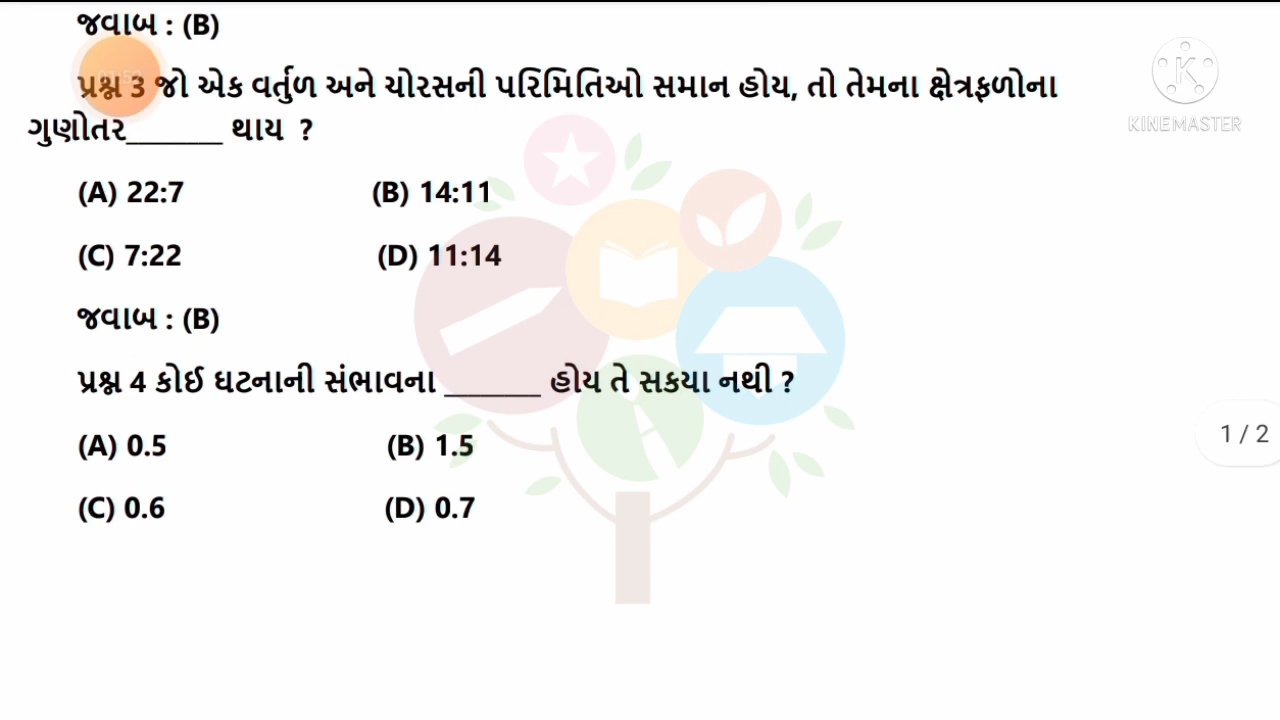 જવાબ : (B)
પ્રશ્ન 3 જો એક વર્તુળ અને ચોરસની પરિમિતિઓ સમાન હોય, તો તેમના ક્ષેત્રફળોના
ગુણોતર_______ થાય ?
KINEMASTER
(A) 22:7 (B) 14:11
(C) 7:22 (D) 11:14
જવાબ : (B)
પ્રશ્ન 4 કોઈ ઘટનાની સંભાવના _______ હોય તે સકયા નથી ?
(A) 0.5 (B) 1.5
1 / 2
(C) 0.6 (D) 0.7